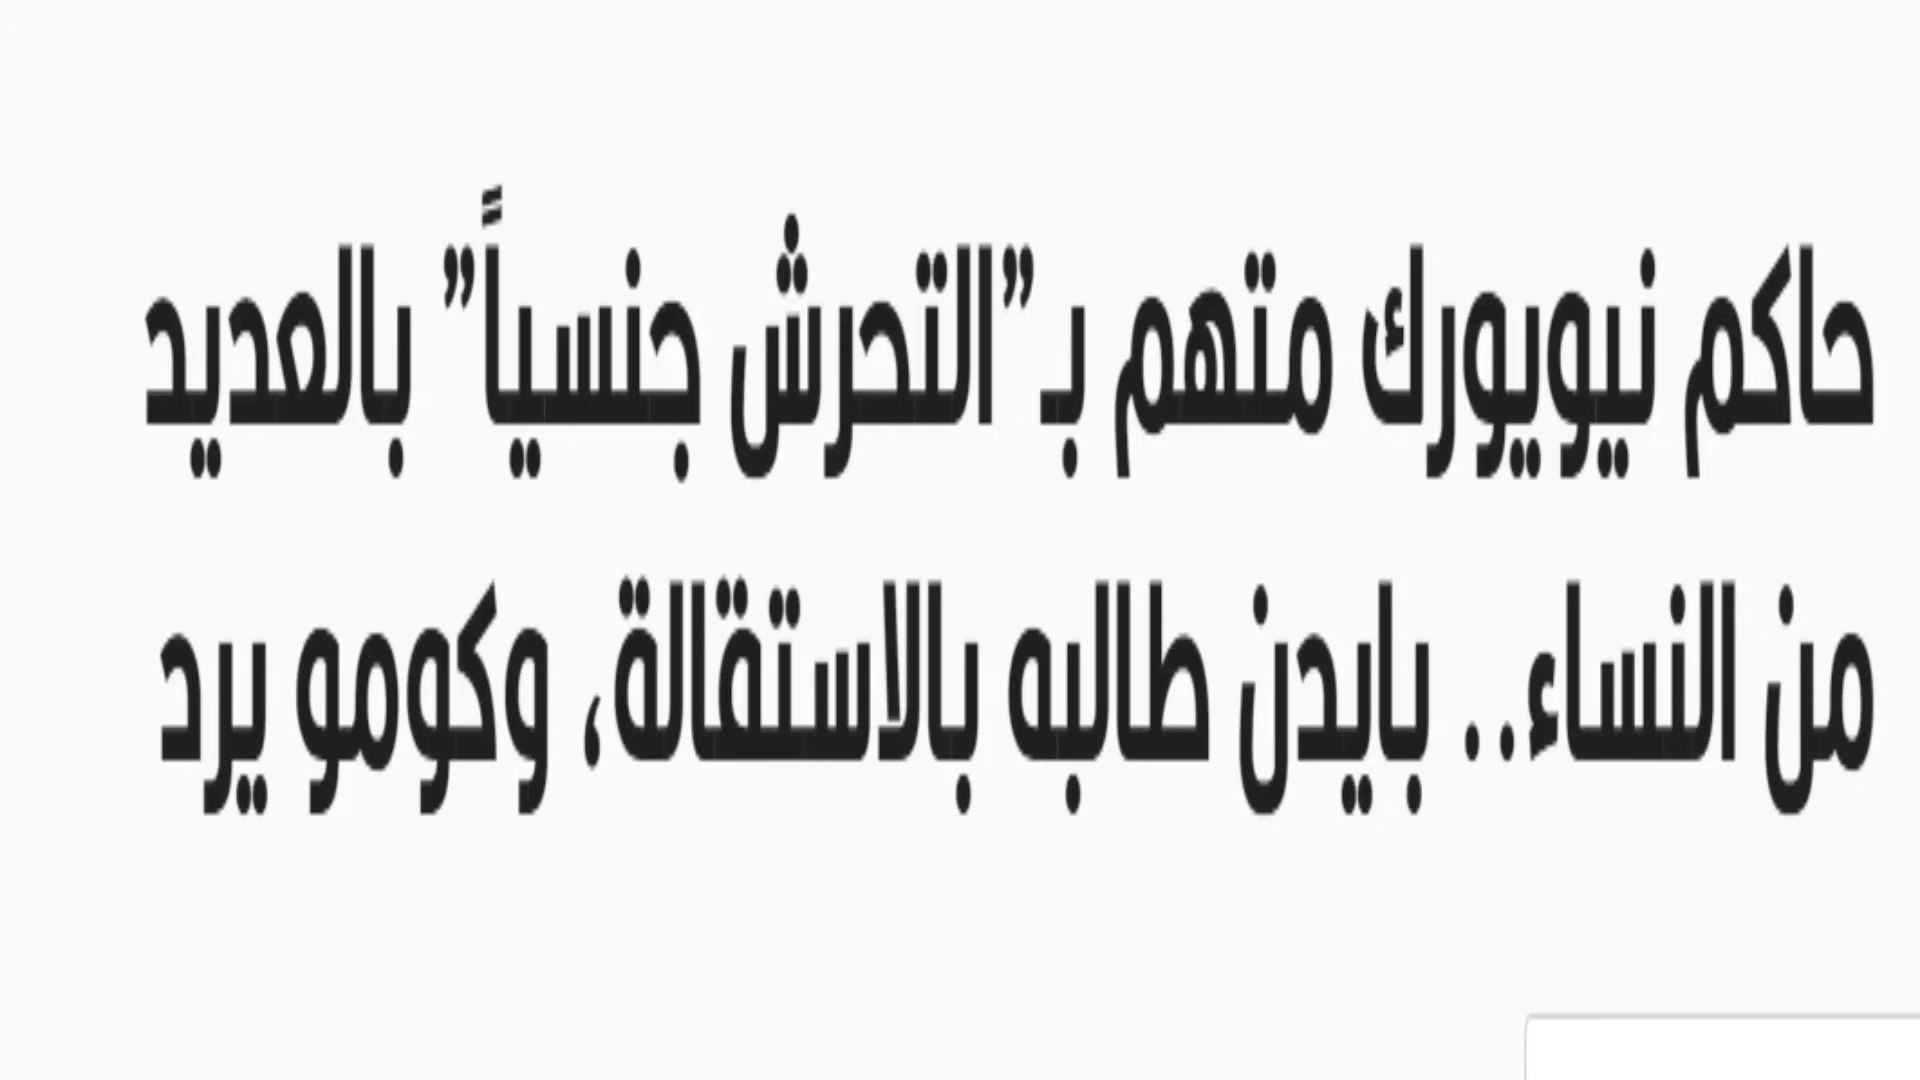 حاكم نيويورك متهم بـ”التحرش جنسياً” بالعديد
من النساء.. بايدن طالبه بالاستقالة، وكومو يرد